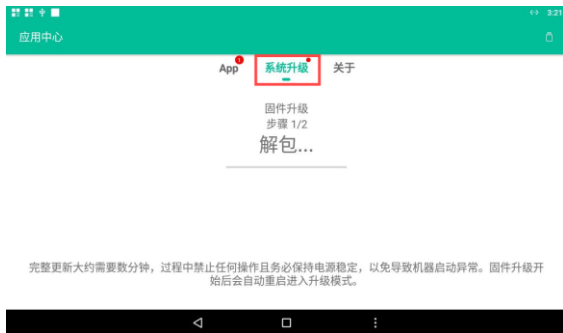 3:21
应用中心
App 系统升级 关于
固件升级
步骤 1/2
解包...
完整更新大约需要数分钟，过程中禁止任何操作且务必保持电源稳定，以免导致机器启动异常。固件升级开
始后会自动重启进入升级模式。